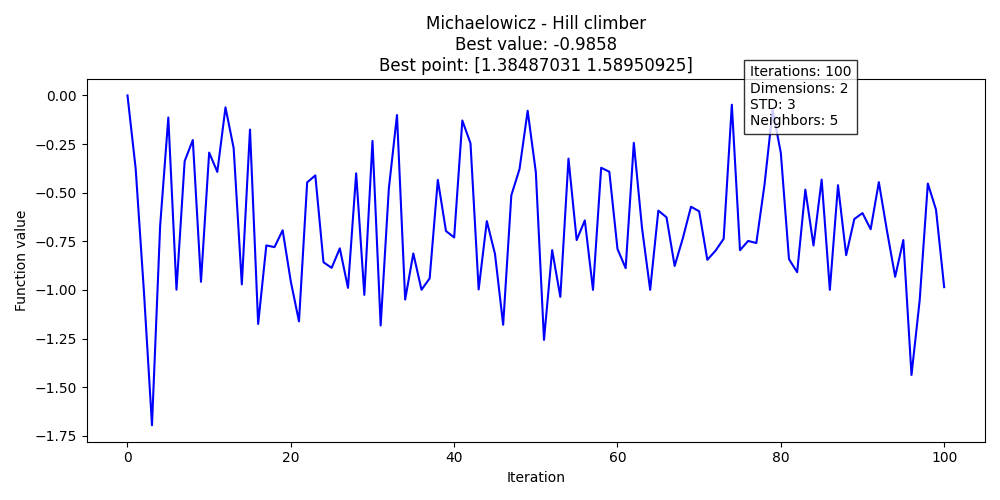 Michaelowicz - Hill climber
Best value: -0.9858
Best point: [1.38487031 1.58950925]
Iterations: 100
Dimensions: 2
STD: 3
Neighbors: 5
Function value
0.00
−0.25
−0.50
−0.75
−1.00
−1.25
−1.50
−1.75
0 20 40 60 80 100
Iteration